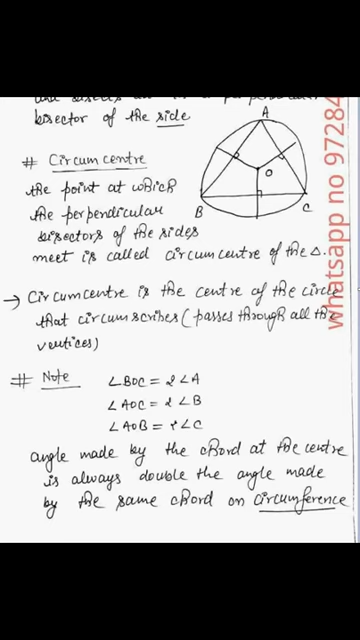 bisector of the side
A
# Circumcentre
the point at which
the perpendicular
bisectors of the sides
meet is called circumcentre of the Δ.
O
B
C
→ Circumcentre is the centre of the circle
that circumscribes (passes through all the
vertices)
# Note
∠BOC = 2 ∠A
∠AOC = 2 ∠B
∠AOB = 2 ∠C
angle made by the chord at the centre
is always double the angle made
by the same chord on circumference
whatsapp no 97284